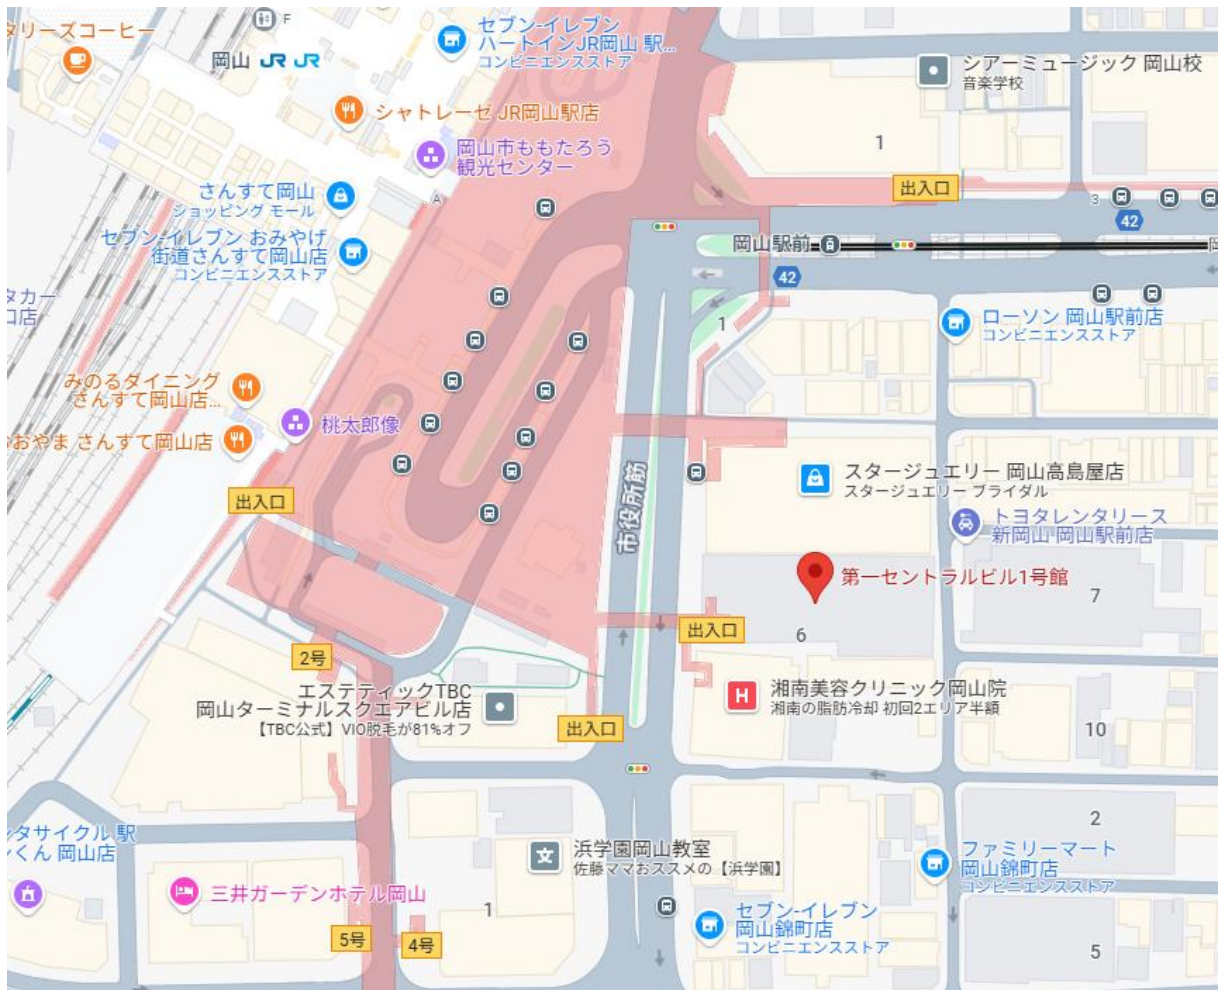 タリーズコーヒー
F
セブン-イレブン
ハートインJR岡山 駅...
コンビニエンスストア
岡山 JR JR
シアーミュージック 岡山校
音楽学校
シャトレーゼ JR岡山駅店
岡山市ももたろう
観光センター
1
さんすて岡山
ショッピング モール
A
出入口
3
42
セブン-イレブン おみやげ
街道さんすて岡山店
コンビニエンスストア
岡山駅前
42
タカー
口店
1
ローソン 岡山駅前店
コンビニエンスストア
みのるダイニング
さんすて岡山店...
桃太郎像
おやま さんすて岡山店
出入口
市役所筋
スタージュエリー 岡山高島屋店
スタージュエリー ブライダル
トヨタレンタリース
新岡山 岡山駅前店
第一セントラルビル1号館
7
6
出入口
2号
エステティックTBC
岡山ターミナルスクエアビル店
【TBC公式】VIO脱毛が81%オフ
湘南美容クリニック岡山院
湘南の脂肪冷却 初回2エリア半額
出入口
10
2
ンタサイクル 駅
くん 岡山店
浜学園岡山教室
佐藤ママおススメの【浜学園】
ファミリーマート
岡山錦町店
コンビニエンスストア
三井ガーデンホテル岡山
1
セブン-イレブン
岡山錦町店
コンビニエンスストア
5号
4号
5